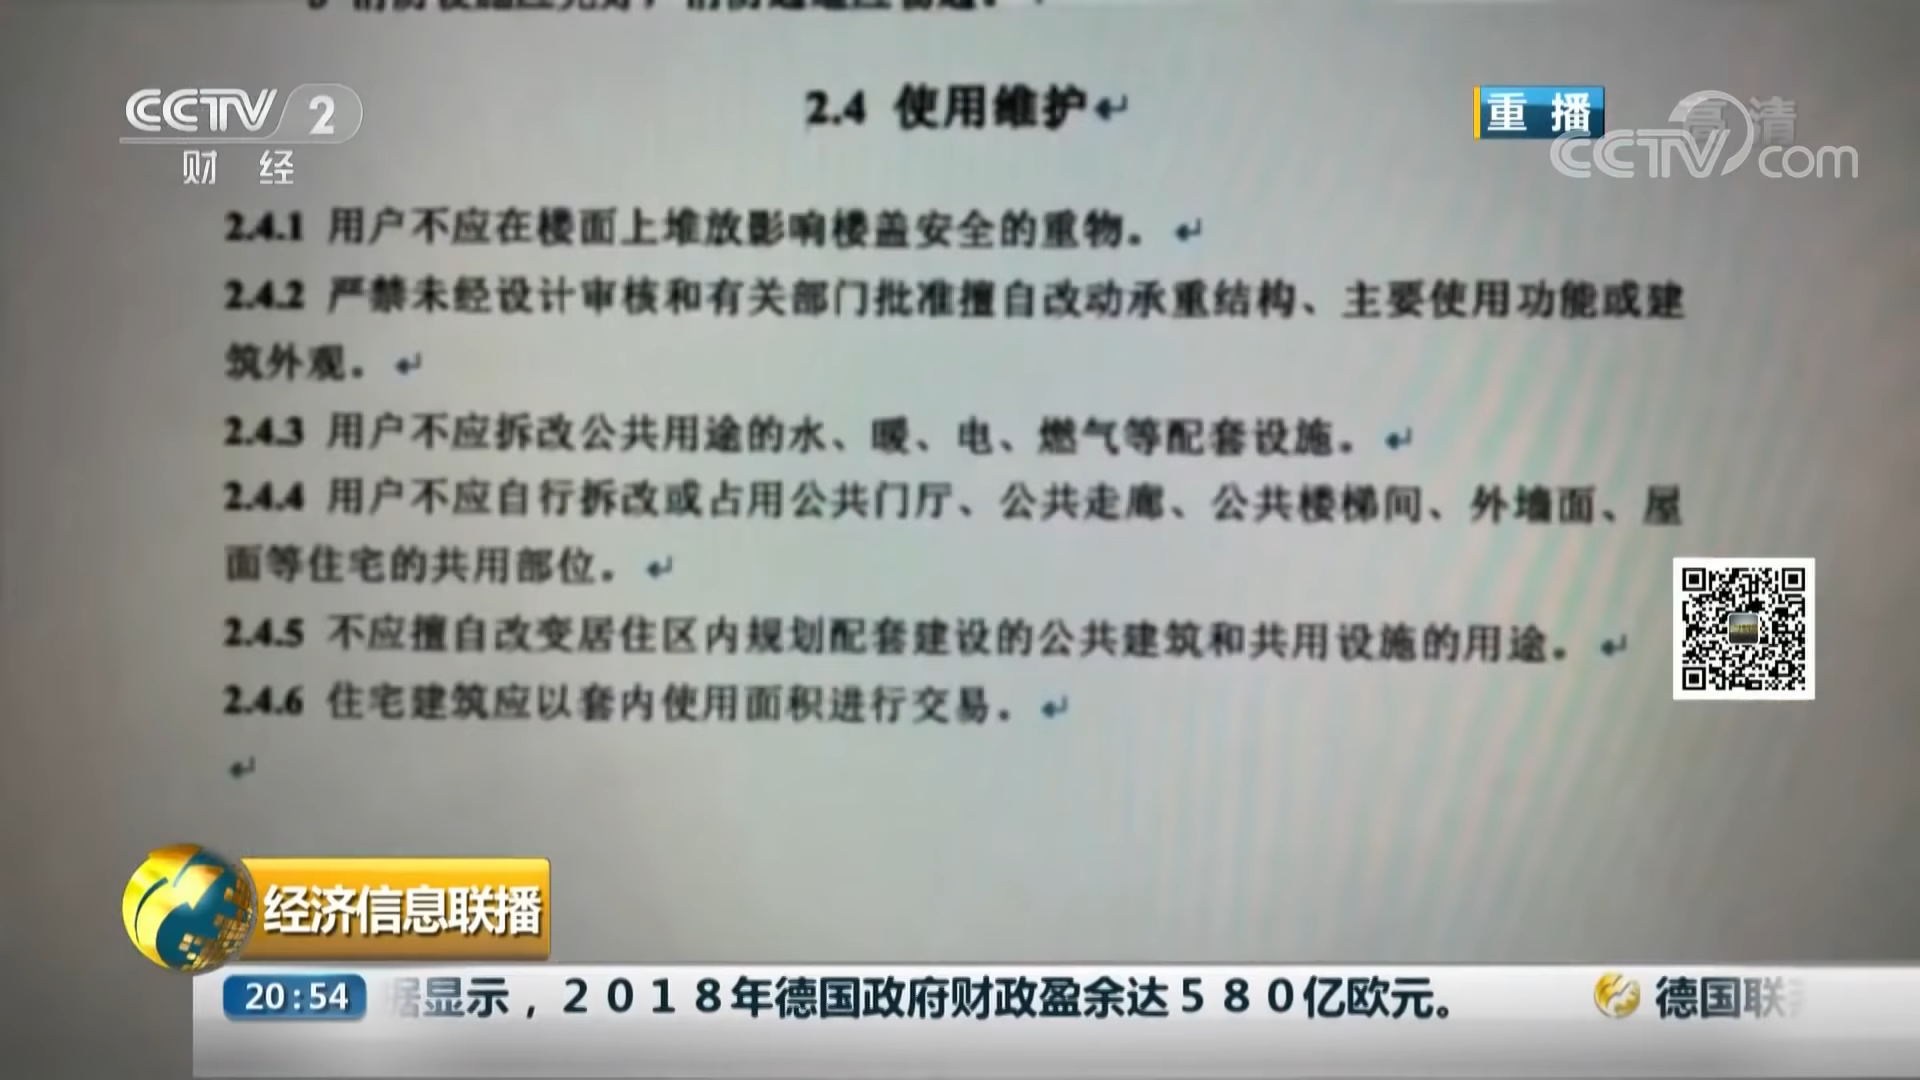 2.4 使用维护
CCTV 2
财 经
重 播
高清
CCTV com
2.4.1 用户不应在楼面上堆放影响楼盖安全的重物。
2.4.2 严禁未经设计审核和有关部门批准擅自改动承重结构、主要使用功能或建
筑外观。
2.4.3 用户不应拆改公共用途的水、暖、电、燃气等配套设施。
2.4.4 用户不应自行拆改或占用公共门厅、公共走廊、公共楼梯间、外墙面、屋
面等住宅的共用部位。
2.4.5 不应擅自改变居住区内规划配套建设的公共建筑和共用设施的用途。
2.4.6 住宅建筑应以套内使用面积进行交易。
经济信息联播
20:54 据显示，2018年德国政府财政盈余达580亿欧元。 德国联